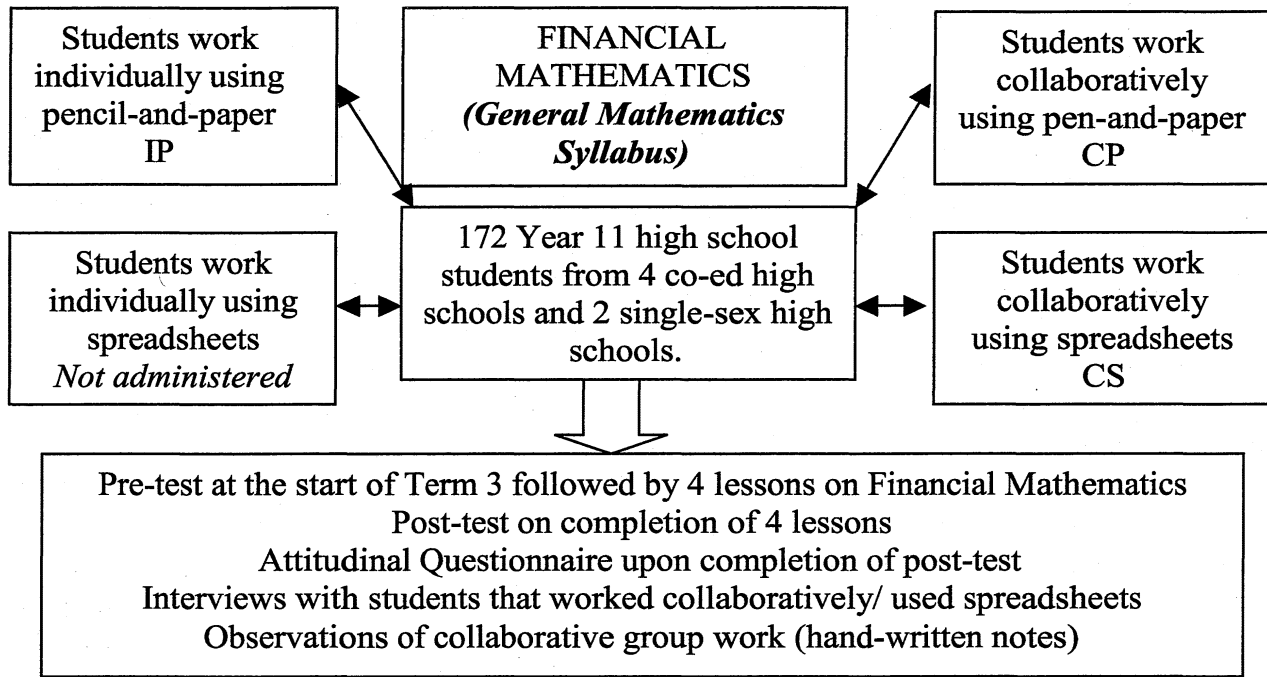 Students work
individually using
pencil-and-paper
IP
FINANCIAL
MATHEMATICS
(General Mathematics
Syllabus)
Students work
collaboratively
using pen-and-paper
CP
Students work
individually using
spreadsheets
Not administered
172 Year 11 high school
students from 4 co-ed high
schools and 2 single-sex high
schools.
Students work
collaboratively
using spreadsheets
CS
Pre-test at the start of Term 3 followed by 4 lessons on Financial Mathematics
Post-test on completion of 4 lessons
Attitudinal Questionnaire upon completion of post-test
Interviews with students that worked collaboratively/ used spreadsheets
Observations of collaborative group work (hand-written notes)